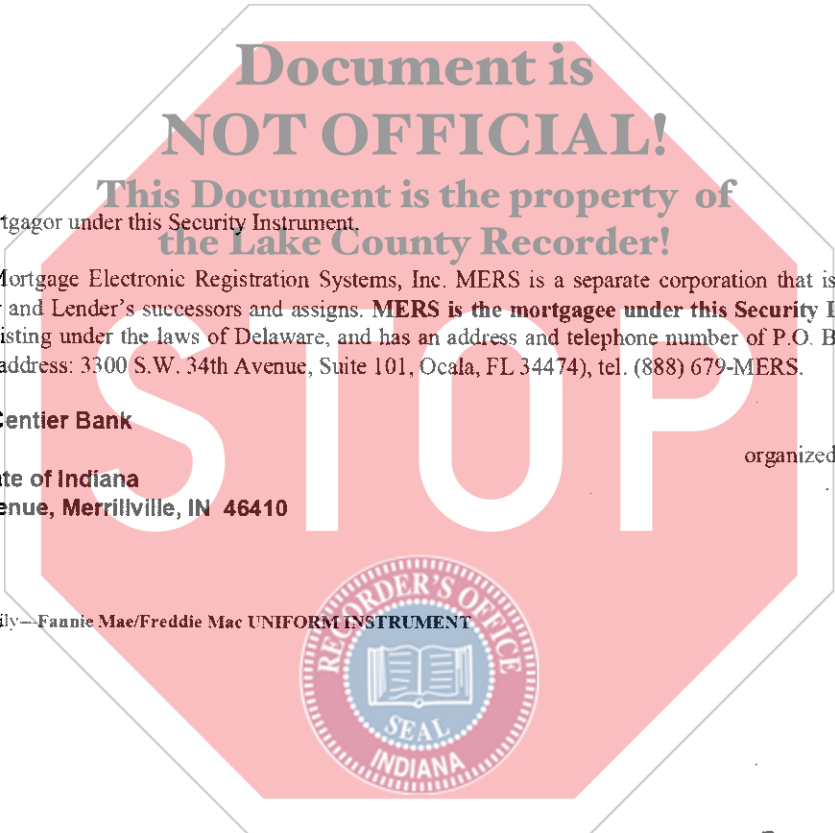 Document is
NOT OFFICIAL!
This Document is the property of
tgagor under this Security Instrument.
the Lake County Recorder!
Mortgage Electronic Registration Systems, Inc. MERS is a separate corporation that is
and Lender's successors and assigns. MERS is the mortgagee under this Security I
isting under the laws of Delaware, and has an address and telephone number of P.O. B
address: 3300 S.W. 34th Avenue, Suite 101, Ocala, FL 34474), tel. (888) 679-MERS.
STOP
Centier Bank
organized
te of Indiana
enue, Merrillville, IN 46410
ily—Fannie Mae/Freddie Mac UNIFORM INSTRUMENT
RECORDER'S OFFICE
SEAL
INDIANA